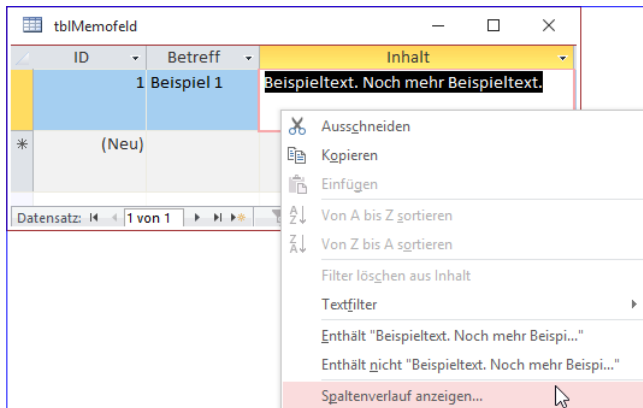 tblMemofeld
ID Betreff Inhalt
1 Beispiel 1 Beispieltext. Noch mehr Beispieltext.
(Neu)
Datensatz: 1 von 1
Ausschneiden
Kopieren
Einfügen
Von A bis Z sortieren
Von Z bis A sortieren
Filter löschen aus Inhalt
Textfilter
Enthält "Beispieltext. Noch mehr Beispi..."
Enthält nicht "Beispieltext. Noch mehr Beispi..."
Spaltenverlauf anzeigen...